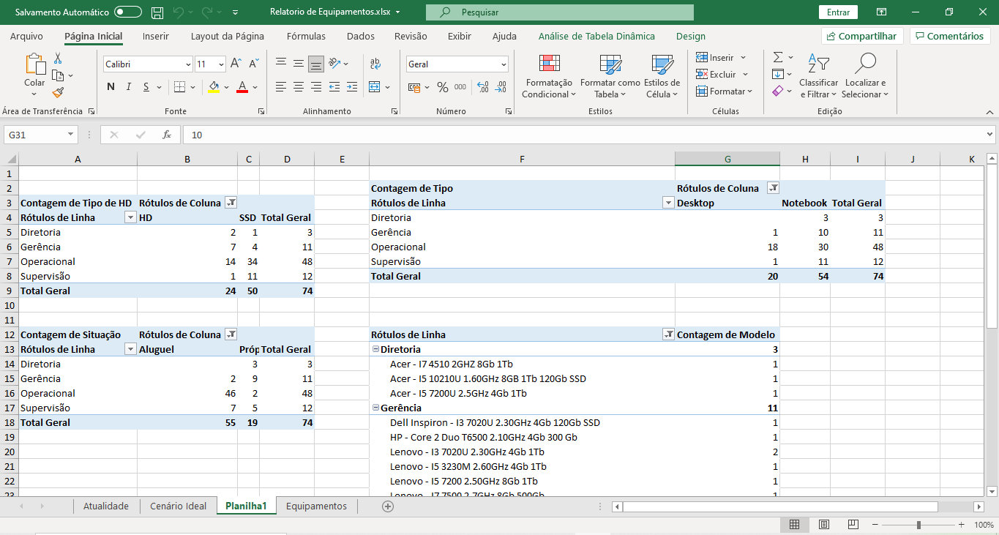 Salvamento Automático Relatorio de Equipamentos.xlsx Pesquisar Entrar
Arquivo Página Inicial Inserir Layout da Página Fórmulas Dados Revisão Exibir Ajuda Análise de Tabela Dinâmica Design Compartilhar Comentários
Colar
Calibri 11
N I S
ab c
Geral
% 000
Formatação Condicional
Formatar como Tabela
Estilos de Célula
Inserir
Excluir
Formatar
Classificar e Filtrar
Localizar e Selecionar
Área de Transferência Fonte Alinhamento Número Estilos Células Edição
G31 fx 10
A B C D E F G H I J K
1
2 Contagem de Tipo Rótulos de Coluna
3 Contagem de Tipo de HD Rótulos de Coluna Rótulos de Linha Desktop Notebook Total Geral
4 Rótulos de Linha HD SSD Total Geral Diretoria 3 3
5 Diretoria 2 1 3 Gerência 1 10 11
6 Gerência 7 4 11 Operacional 18 30 48
7 Operacional 14 34 48 Supervisão 1 11 12
8 Supervisão 1 11 12 Total Geral 20 54 74
9 Total Geral 24 50 74
10
11
12 Contagem de Situação Rótulos de Coluna Rótulos de Linha Contagem de Modelo
13 Rótulos de Linha Aluguel Próp Total Geral Diretoria 3
14 Diretoria 3 3 Acer - I7 4510 2GHZ 8Gb 1Tb 1
15 Gerência 2 9 11 Acer - I5 10210U 1.60GHz 8GB 1Tb 120Gb SSD 1
16 Operacional 46 2 48 Acer - I5 7200U 2.5GHz 4Gb 1Tb 1
17 Supervisão 7 5 12 Gerência 11
18 Total Geral 55 19 74 Dell Inspiron - I3 7020U 2.30GHz 4Gb 120Gb SSD 1
19 HP - Core 2 Duo T6500 2.10GHz 4Gb 300 Gb 1
20 Lenovo - I3 7020U 2.30GHz 4Gb 1Tb 2
21 Lenovo - I5 3230M 2.60GHz 4Gb 1Tb 1
22 Lenovo - I5 7200 2.50GHz 8Gb 1Tb 1
23 Lenovo - I7 7500 2.7GHz 8Gb 500Gb 1
Atualidade Cenário Ideal Planilha1 Equipamentos
100%